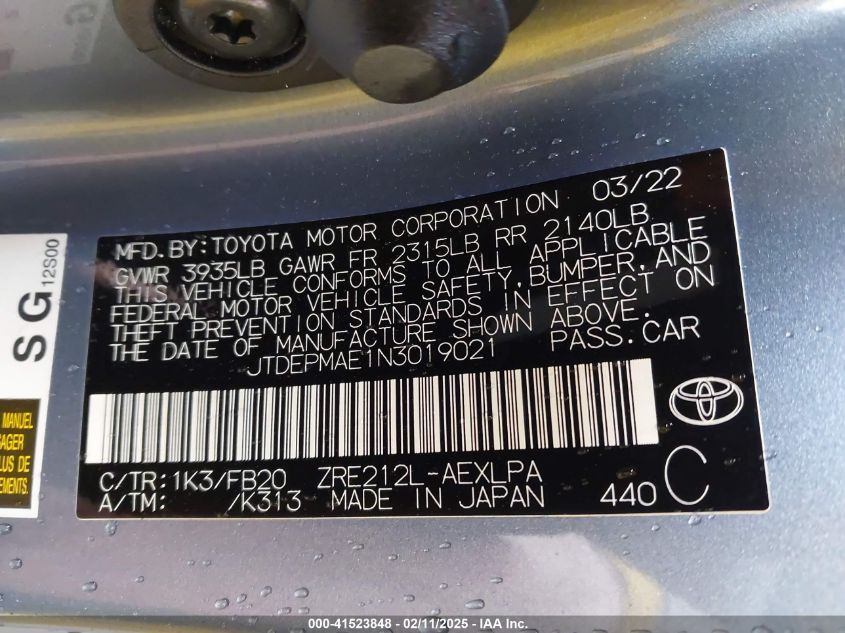 MFD. BY: TOYOTA MOTOR CORPORATION 03/22
GVWR 3935LB GAWR FR 2315LB RR 2140LB
THIS VEHICLE CONFORMS TO ALL APPLICABLE
FEDERAL MOTOR VEHICLE SAFETY, BUMPER, AND
THEFT PREVENTION STANDARDS IN EFFECT ON
THE DATE OF MANUFACTURE SHOWN ABOVE.
JTDEPMAE1N3019021 PASS. CAR
C/TR: 1K3/FB20 ZRE212L-AEXLPA
A/TM: /K313 MADE IN JAPAN 440 C
SG 12S00
MANUEL
LUS DE
EMENTS.
000-41523848 - 02/11/2025 - IAA Inc.